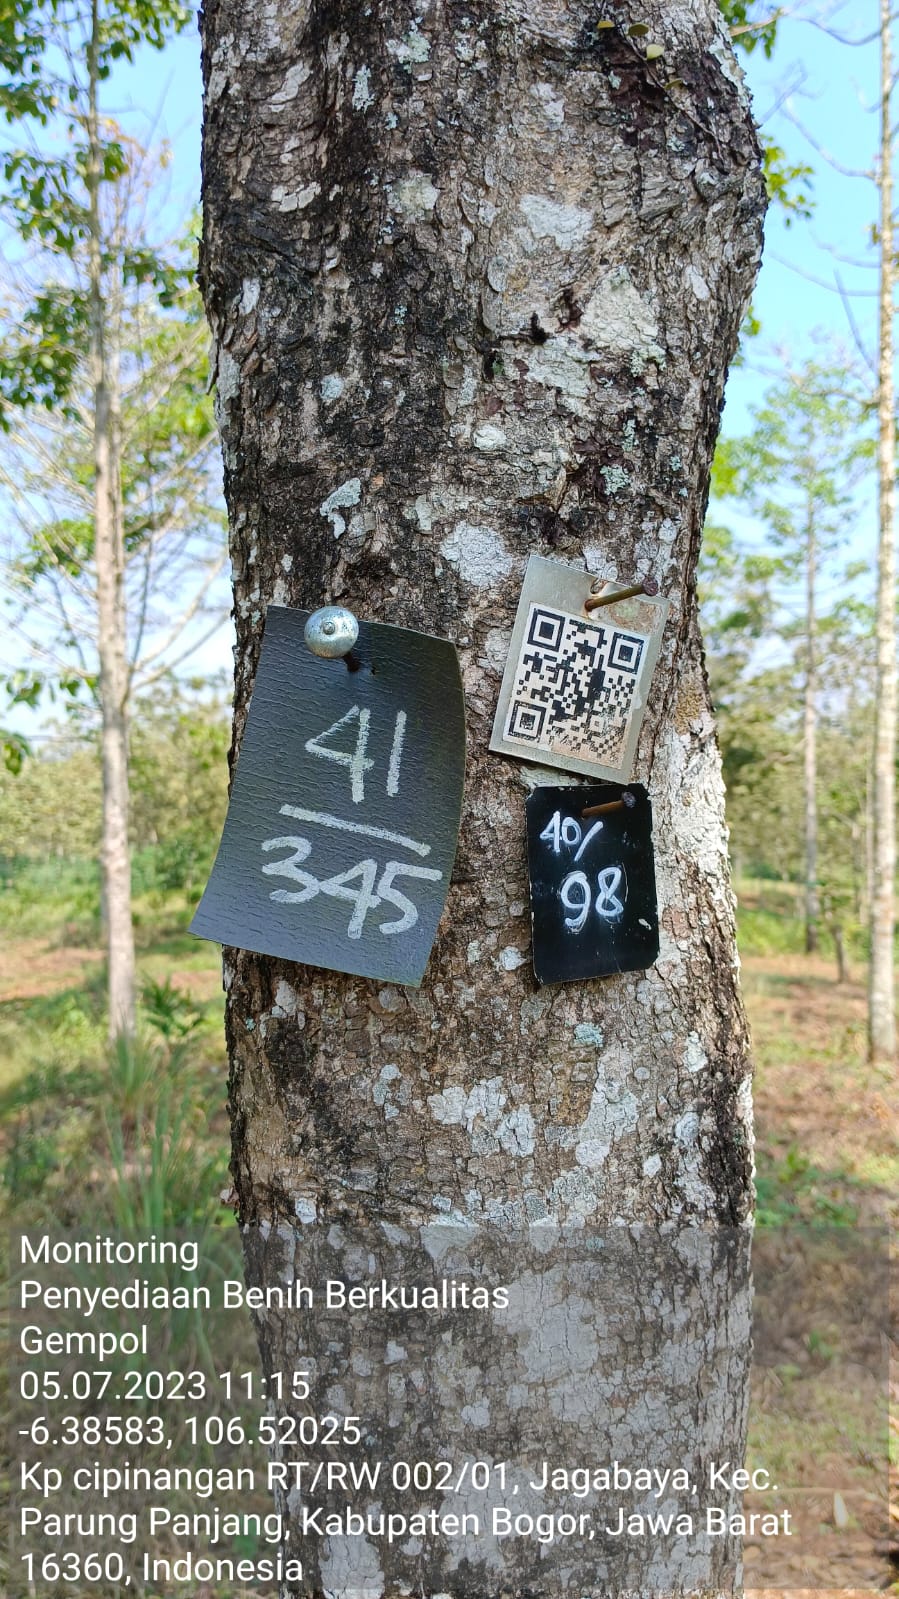 41
345
40/
98
Monitoring
Penyediaan Benih Berkualitas
Gempol
05.07.2023 11:15
-6.38583, 106.52025
Kp cipinangan RT/RW 002/01, Jagabaya, Kec.
Parung Panjang, Kabupaten Bogor, Jawa Barat
16360, Indonesia